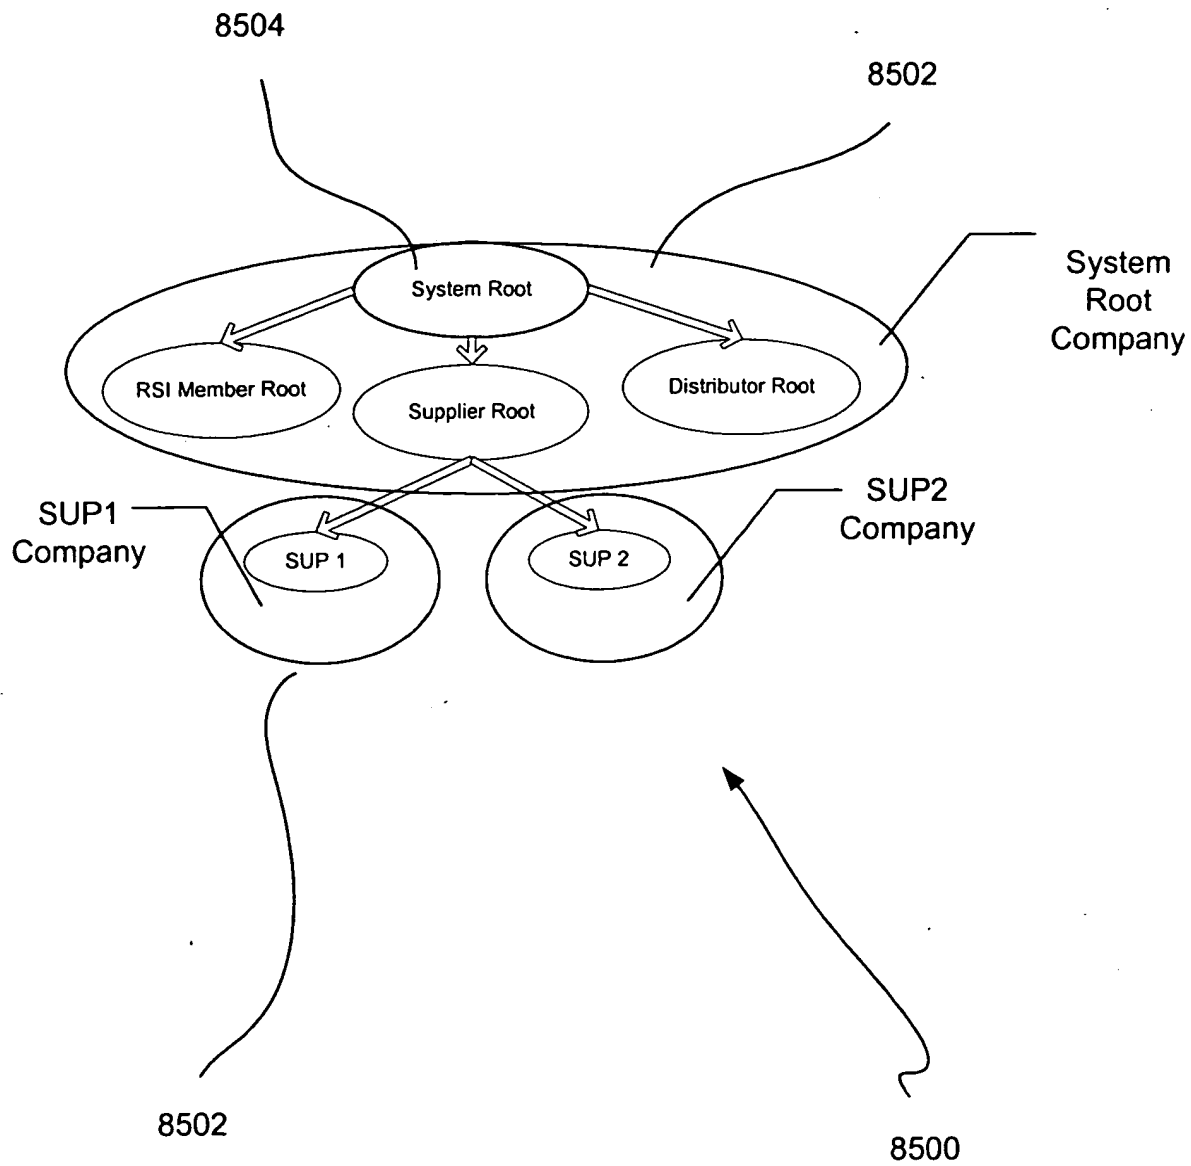 8504
8502
System Root
System
Root
Company
RSI Member Root
Supplier Root
Distributor Root
SUP1
Company
SUP2
Company
SUP 1
SUP 2
8502
8500